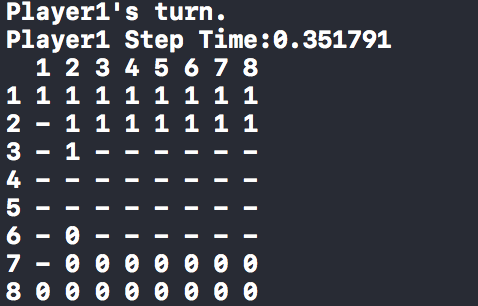 Player1's turn.
Player1 Step Time:0.351791
  1 2 3 4 5 6 7 8
1 1 1 1 1 1 1 1 1
2 - 1 1 1 1 1 1 1
3 - 1 - - - - - -
4 - - - - - - - -
5 - - - - - - - -
6 - 0 - - - - - -
7 - 0 0 0 0 0 0 0
8 0 0 0 0 0 0 0 0